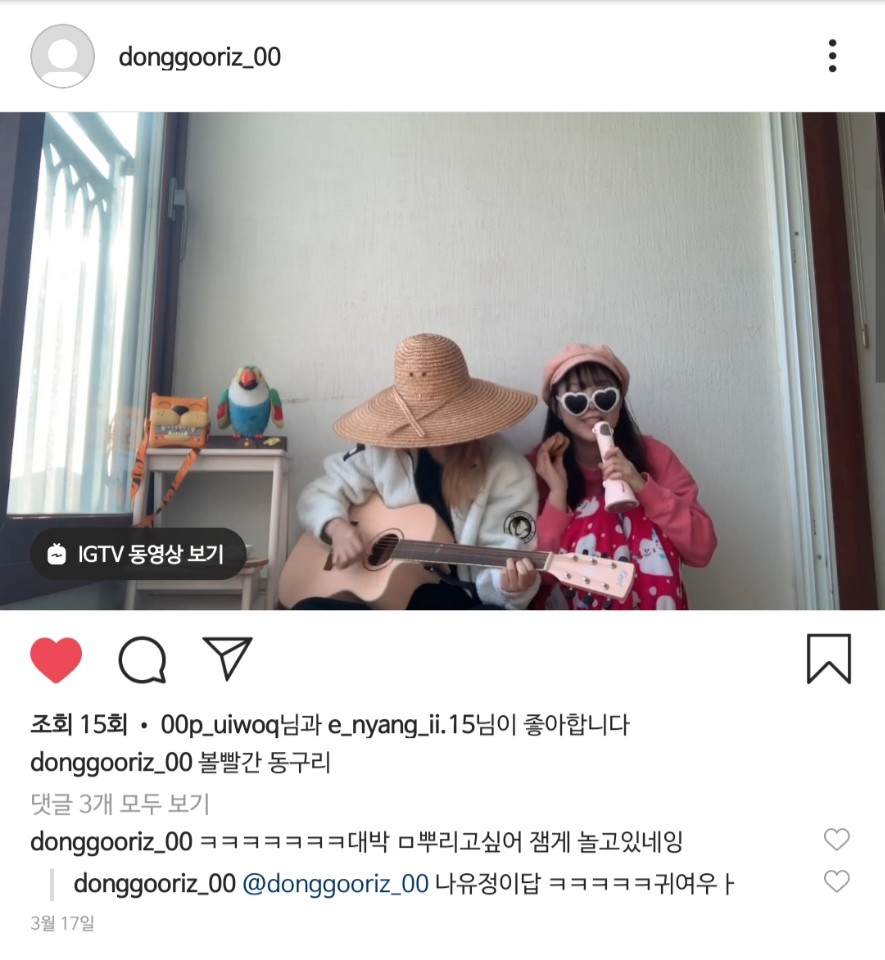 donggooriz_00
IGTV 동영상 보기
조회 15회 • 00p_uiwoq님과 e_nyang_ii.15님이 좋아합니다
donggooriz_00 볼빨간 동구리
댓글 3개 모두 보기
donggooriz_00 ㅋㅋㅋㅋㅋㅋㅋ대박 ㅁ뿌리고싶어 잼게 놀고있네잉
donggooriz_00 @donggooriz_00 나유정이답 ㅋㅋㅋㅋㅋ귀여우ㅏ
3월 17일